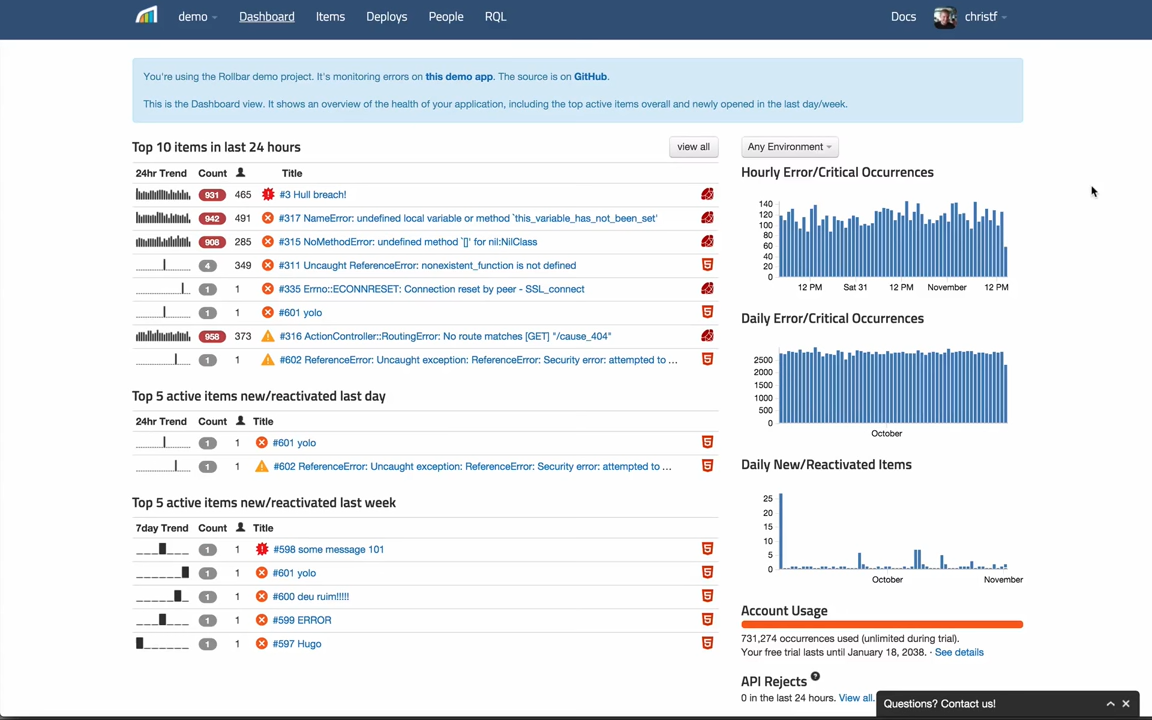 demo Dashboard Items Deploys People RQL Docs christf
You're using the Rollbar demo project. It's monitoring errors on this demo app. The source is on GitHub.
This is the Dashboard view. It shows an overview of the health of your application, including the top active items overall and newly opened in the last day/week.
Top 10 items in last 24 hours view all
24hr Trend Count Title
931 465 #3 Hull breach!
942 491 #317 NameError: undefined local variable or method `this_variable_has_not_been_set'
908 285 #315 NoMethodError: undefined method `[]' for nil:NilClass
4 349 #311 Uncaught ReferenceError: nonexistent_function is not defined
1 1 #335 Errno::ECONNRESET: Connection reset by peer - SSL_connect
1 1 #601 yolo
958 373 #316 ActionController::RoutingError: No route matches [GET] "/cause_404"
1 1 #602 ReferenceError: Uncaught exception: ReferenceError: Security error: attempted to ...
Top 5 active items new/reactivated last day
24hr Trend Count Title
1 1 #601 yolo
1 1 #602 ReferenceError: Uncaught exception: ReferenceError: Security error: attempted to ...
Top 5 active items new/reactivated last week
7day Trend Count Title
1 1 #598 some message 101
1 1 #601 yolo
1 1 #600 deu ruim!!!!!
1 1 #599 ERROR
1 1 #597 Hugo
Any Environment
Hourly Error/Critical Occurrences
140
120
100
80
60
40
20
0
12 PM Sat 31 12 PM November 12 PM
Daily Error/Critical Occurrences
2500
2000
1500
1000
500
0
October
Daily New/Reactivated Items
25
20
15
10
5
0
October November
Account Usage
731,274 occurrences used (unlimited during trial).
Your free trial lasts until January 18, 2038. · See details
API Rejects ?
0 in the last 24 hours. View all.
Questions? Contact us!